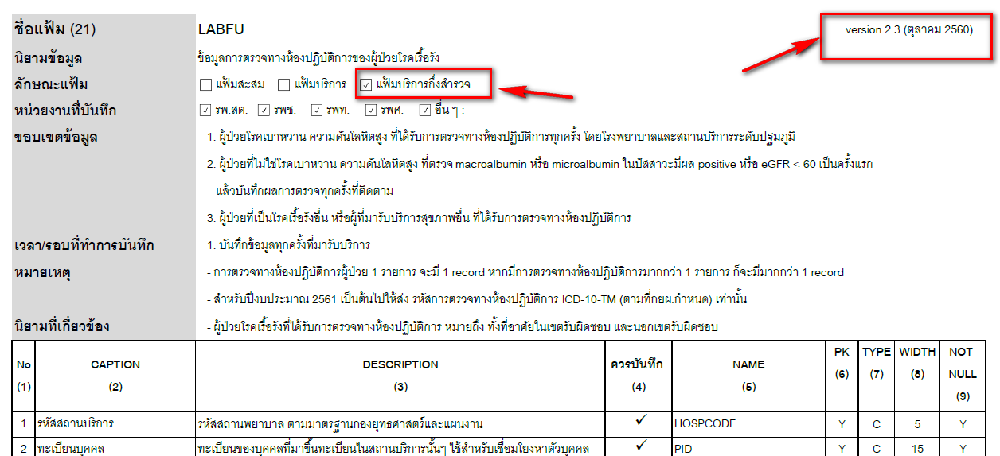 ชื่อแฟ้ม (21) LABFU version 2.3 (ตุลาคม 2560)
นิยามข้อมูล ข้อมูลการตรวจทางห้องปฏิบัติการของผู้ป่วยโรคเรื้อรัง
ลักษณะแฟ้ม แฟ้มสะสม แฟ้มบริการ แฟ้มบริการกึ่งสำรวจ
หน่วยงานที่บันทึก รพ.สต. รพช. รพท. รพศ. อื่น ๆ :
ขอบเขตข้อมูล 1. ผู้ป่วยโรคเบาหวาน ความดันโลหิตสูง ที่ได้รับการตรวจทางห้องปฏิบัติการทุกครั้ง โดยโรงพยาบาลและสถานบริการระดับปฐมภูมิ
2. ผู้ป่วยที่ไม่ใช่โรคเบาหวาน ความดันโลหิตสูง ที่ตรวจ macroalbumin หรือ microalbumin ในปัสสาวะมีผล positive หรือ eGFR < 60 เป็นครั้งแรก
แล้วบันทึกผลการตรวจทุกครั้งที่ติดตาม
3. ผู้ป่วยที่เป็นโรคเรื้อรังอื่น หรือผู้ที่มารับบริการสุขภาพอื่น ที่ได้รับการตรวจทางห้องปฏิบัติการ
เวลา/รอบที่ทำการบันทึก 1. บันทึกข้อมูลทุกครั้งที่มารับบริการ
หมายเหตุ - การตรวจทางห้องปฏิบัติการผู้ป่วย 1 รายการ จะมี 1 record หากมีการตรวจทางห้องปฏิบัติการมากกว่า 1 รายการ ก็จะมีมากกว่า 1 record
- สำหรับปีงบประมาณ 2561 เป็นต้นไปให้ส่ง รหัสการตรวจทางห้องปฏิบัติการ ICD-10-TM (ตามที่กยผ.กำหนด) เท่านั้น
นิยามที่เกี่ยวข้อง - ผู้ป่วยโรคเรื้อรังที่ได้รับการตรวจทางห้องปฏิบัติการ หมายถึง ทั้งที่อาศัยในเขตรับผิดชอบ และนอกเขตรับผิดชอบ
No CAPTION DESCRIPTION ควรบันทึก NAME PK TYPE WIDTH NOT NULL
(1) (2) (3) (4) (5) (6) (7) (8) (9)
1 รหัสสถานบริการ รหัสสถานพยาบาล ตามมาตรฐานกองยุทธศาสตร์และแผนงาน ✓ HOSPCODE Y C 5 Y
2 ทะเบียนบุคคล ทะเบียนของบุคคลที่มาขึ้นทะเบียนในสถานบริการนั้นๆ ใช้สำหรับเชื่อมโยงหาตัวบุคคล ✓ PID Y C 15 Y